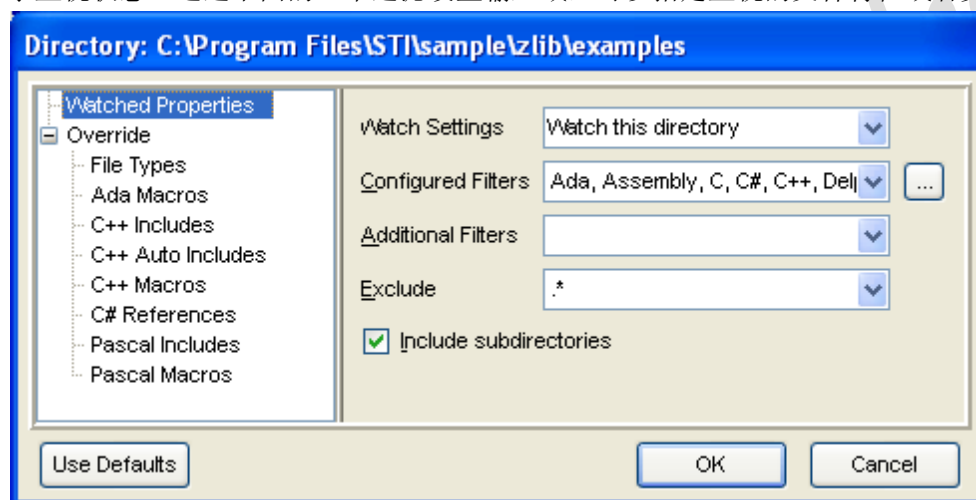 Directory: C:\Program Files\STI\sample\zlib\examples
Watched Properties
Override
File Types
Ada Macros
C++ Includes
C++ Auto Includes
C++ Macros
C# References
Pascal Includes
Pascal Macros
Watch Settings
Watch this directory
Configured Filters
Ada, Assembly, C, C#, C++, Del
...
Additional Filters
Exclude
.*
Include subdirectories
Use Defaults
OK
Cancel